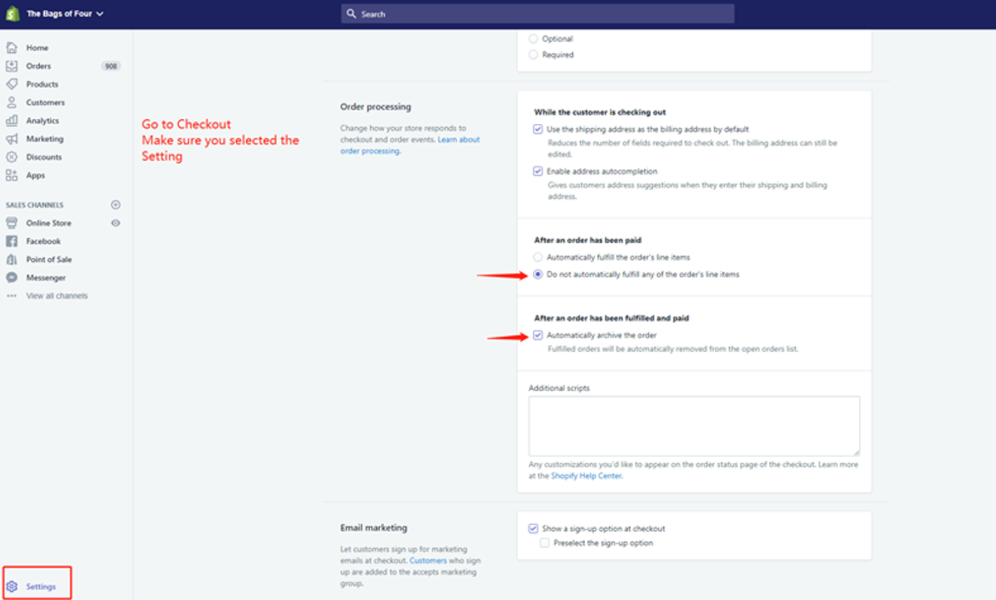 The Bags of Four
Search
Home
Orders 908
Products
Customers
Analytics
Marketing
Discounts
Apps
SALES CHANNELS
Online Store
Facebook
Point of Sale
Messenger
View all channels
Settings
Go to Checkout
Make sure you selected the
Setting
Optional
Required
Order processing
Change how your store responds to
checkout and order events. Learn about
order processing.
While the customer is checking out
Use the shipping address as the billing address by default
Reduces the number of fields required to check out. The billing address can still be
edited.
Enable address autocompletion
Gives customers address suggestions when they enter their shipping and billing
address.
After an order has been paid
Automatically fulfill the order's line items
Do not automatically fulfill any of the order's line items
After an order has been fulfilled and paid
Automatically archive the order
Fulfilled orders will be automatically removed from the open orders list.
Additional scripts
Any customizations you'd like to appear on the order status page of the checkout. Learn more
at the Shopify Help Center.
Email marketing
Let customers sign up for marketing
emails at checkout. Customers who sign
up are added to the accepts marketing
group.
Show a sign-up option at checkout
Preselect the sign-up option